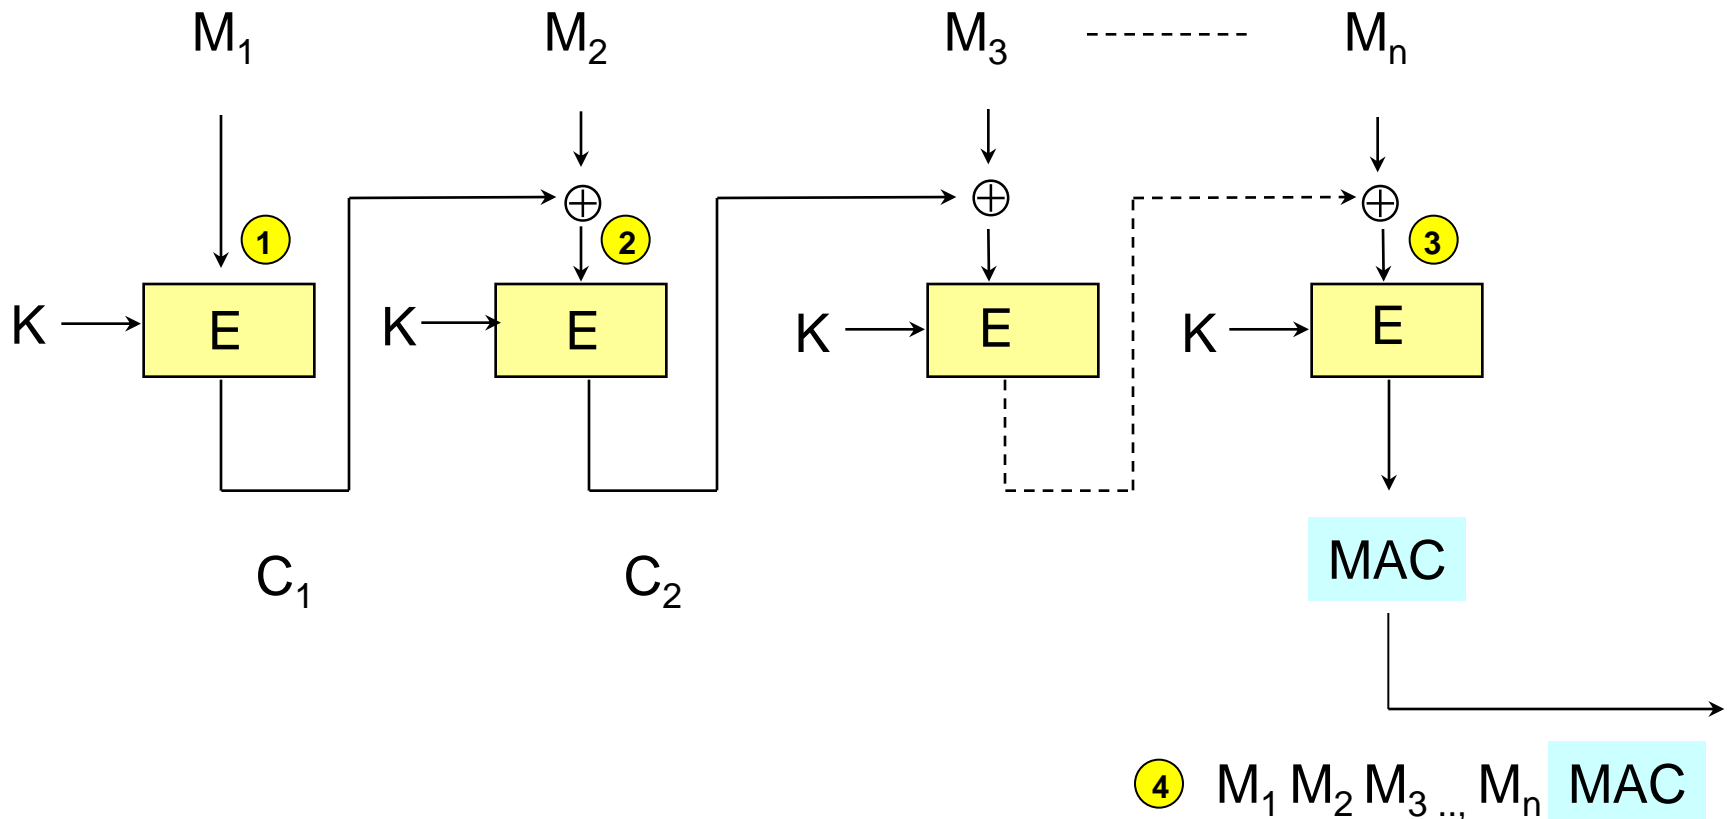 M₁ M₂ M₃ Mₙ
1 2 3
K E K E K E K E
C₁ C₂ MAC
4 M₁ M₂ M₃ .., Mₙ MAC